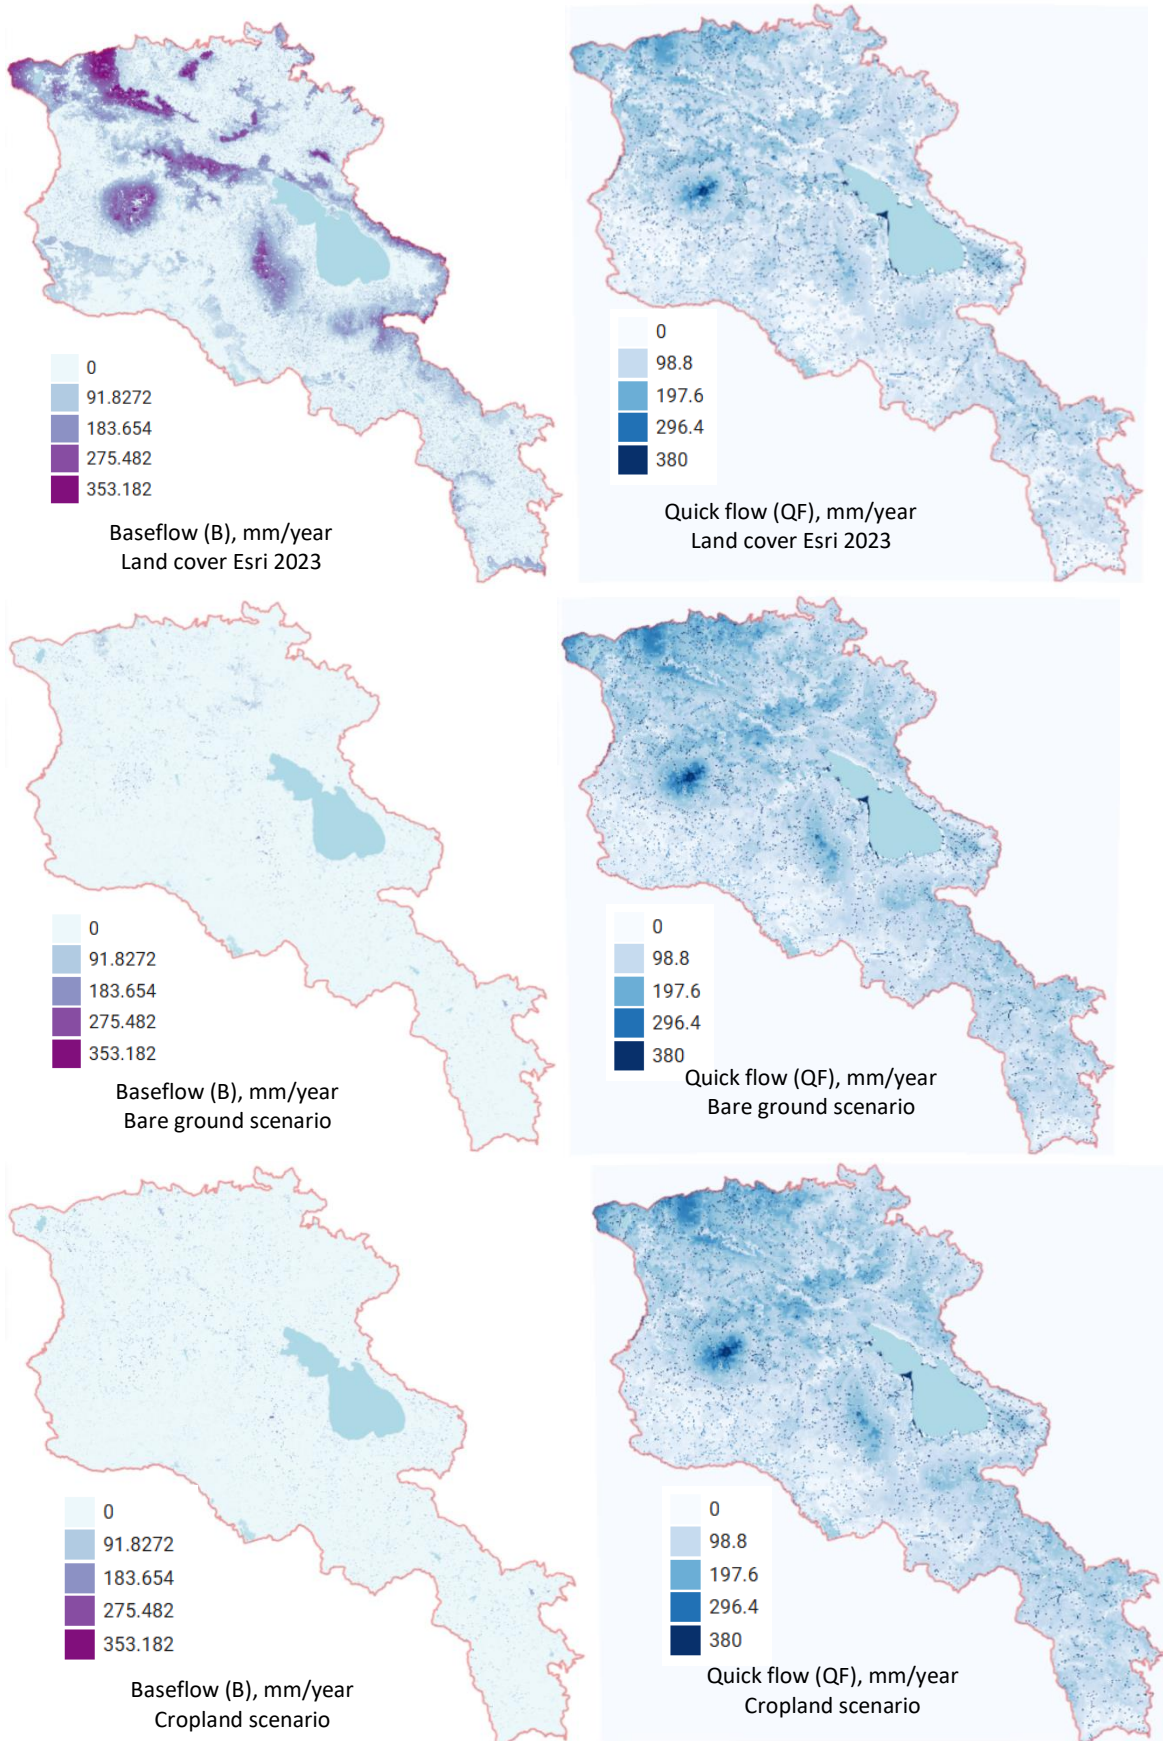 0
91.8272
183.654
275.482
353.182
Baseflow (B), mm/year
Land cover Esri 2023
0
98.8
197.6
296.4
380
Quick flow (QF), mm/year
Land cover Esri 2023
0
91.8272
183.654
275.482
353.182
Baseflow (B), mm/year
Bare ground scenario
0
98.8
197.6
296.4
380
Quick flow (QF), mm/year
Bare ground scenario
0
91.8272
183.654
275.482
353.182
Baseflow (B), mm/year
Cropland scenario
0
98.8
197.6
296.4
380
Quick flow (QF), mm/year
Cropland scenario